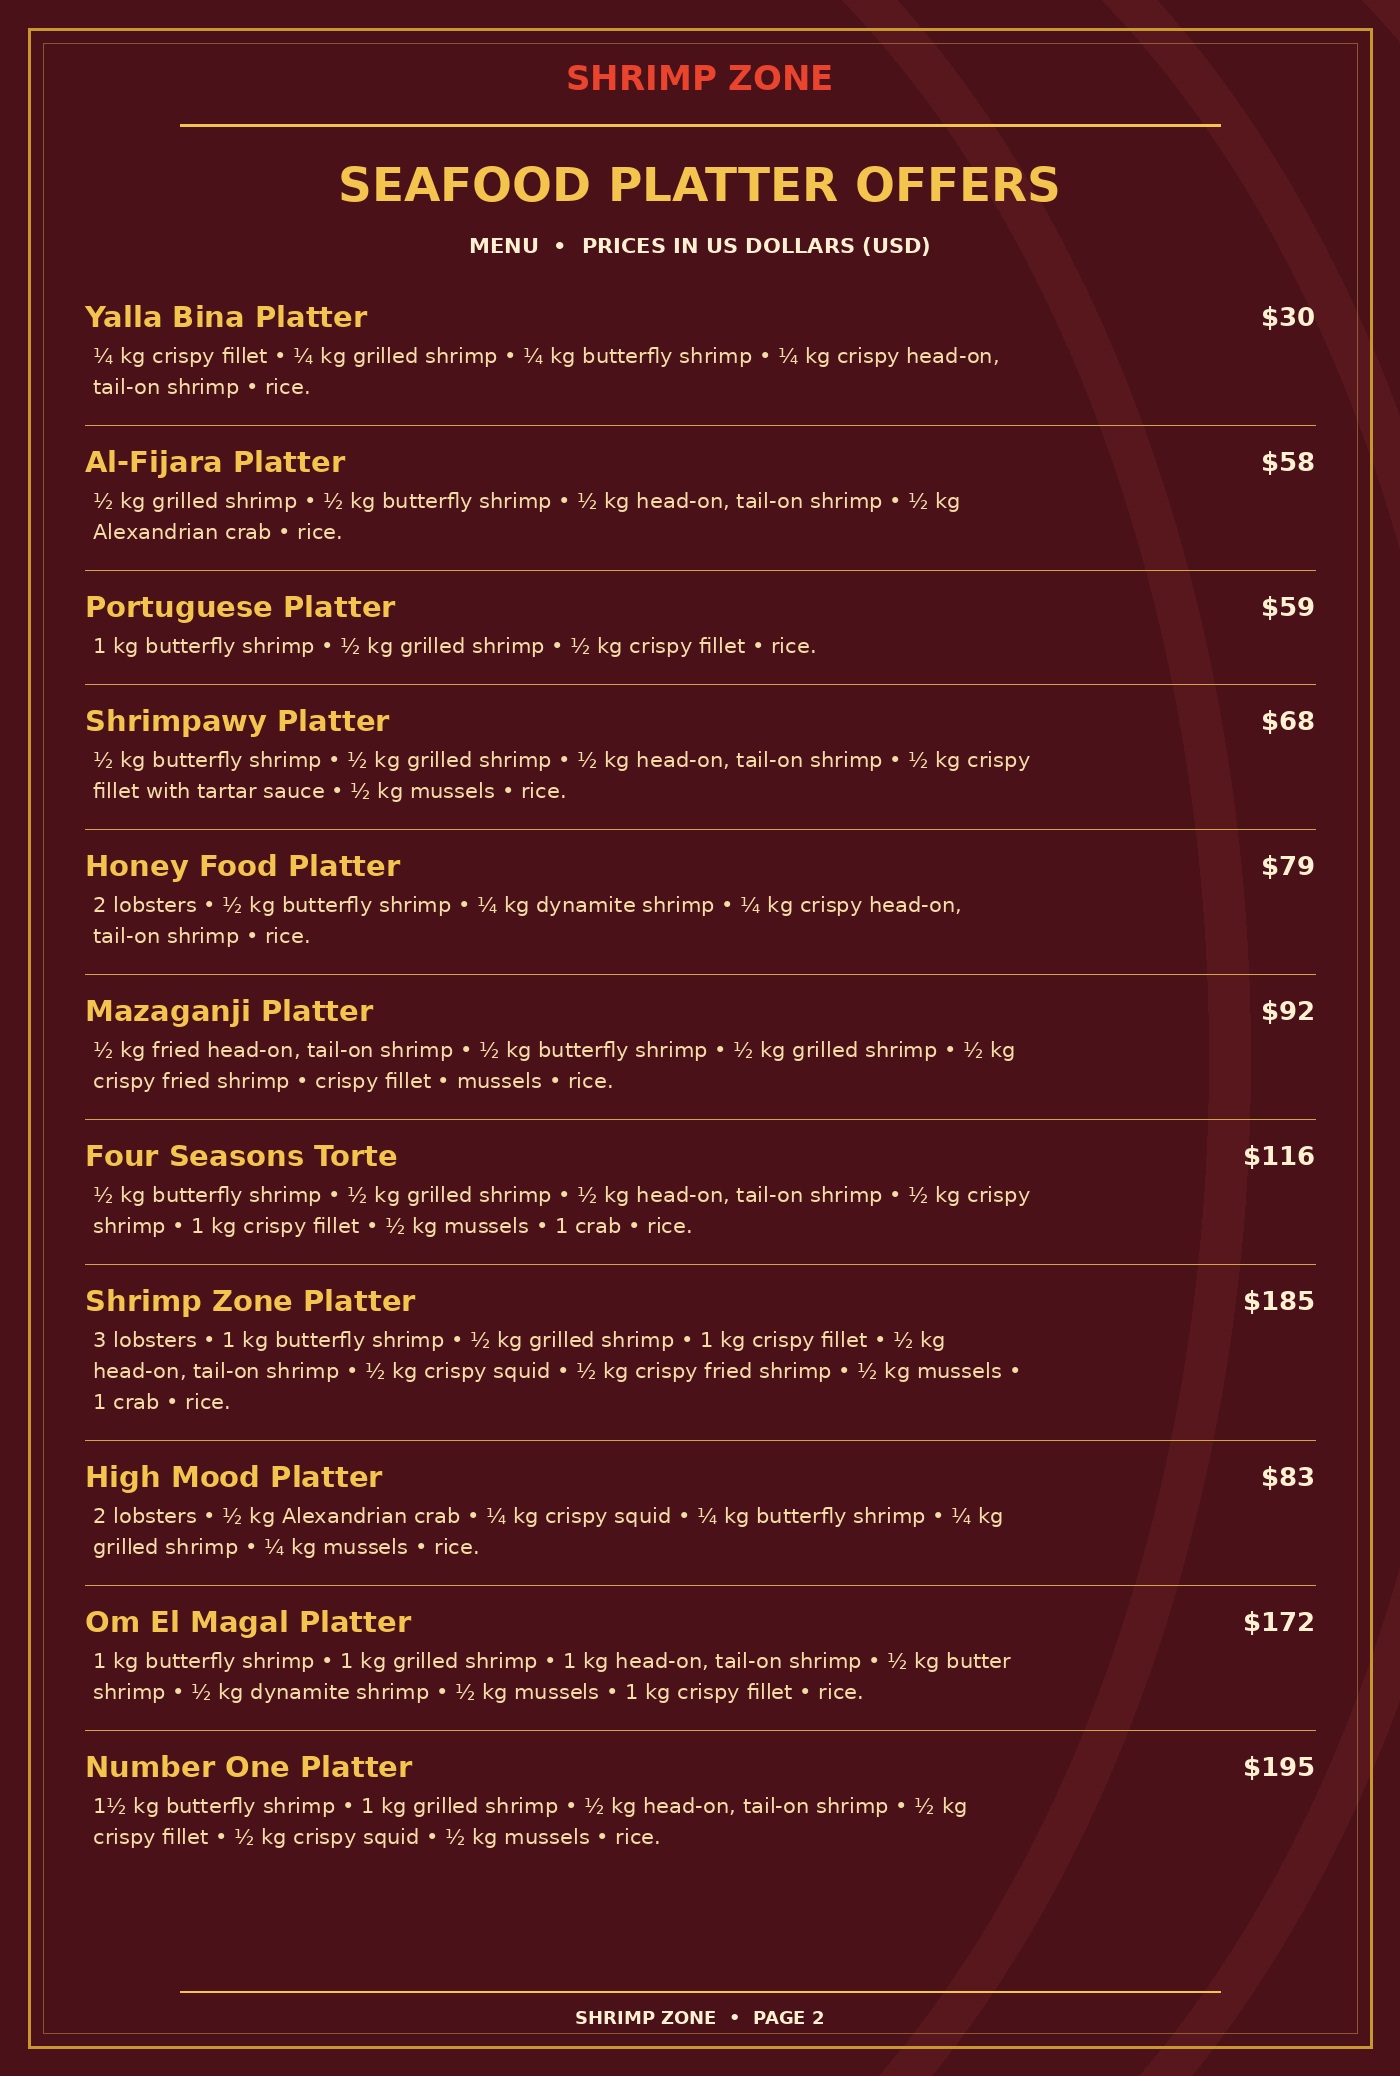 SHRIMP ZONE
SEAFOOD PLATTER OFFERS
MENU • PRICES IN US DOLLARS (USD)
Yalla Bina Platter $30
¼ kg crispy fillet • ¼ kg grilled shrimp • ¼ kg butterfly shrimp • ¼ kg crispy head-on,
tail-on shrimp • rice.
Al-Fijara Platter $58
½ kg grilled shrimp • ½ kg butterfly shrimp • ½ kg head-on, tail-on shrimp • ½ kg
Alexandrian crab • rice.
Portuguese Platter $59
1 kg butterfly shrimp • ½ kg grilled shrimp • ½ kg crispy fillet • rice.
Shrimpawy Platter $68
½ kg butterfly shrimp • ½ kg grilled shrimp • ½ kg head-on, tail-on shrimp • ½ kg crispy
fillet with tartar sauce • ½ kg mussels • rice.
Honey Food Platter $79
2 lobsters • ½ kg butterfly shrimp • ¼ kg dynamite shrimp • ¼ kg crispy head-on,
tail-on shrimp • rice.
Mazaganji Platter $92
½ kg fried head-on, tail-on shrimp • ½ kg butterfly shrimp • ½ kg grilled shrimp • ½ kg
crispy fried shrimp • crispy fillet • mussels • rice.
Four Seasons Torte $116
½ kg butterfly shrimp • ½ kg grilled shrimp • ½ kg head-on, tail-on shrimp • ½ kg crispy
shrimp • 1 kg crispy fillet • ½ kg mussels • 1 crab • rice.
Shrimp Zone Platter $185
3 lobsters • 1 kg butterfly shrimp • ½ kg grilled shrimp • 1 kg crispy fillet • ½ kg
head-on, tail-on shrimp • ½ kg crispy squid • ½ kg crispy fried shrimp • ½ kg mussels •
1 crab • rice.
High Mood Platter $83
2 lobsters • ½ kg Alexandrian crab • ¼ kg crispy squid • ¼ kg butterfly shrimp • ¼ kg
grilled shrimp • ¼ kg mussels • rice.
Om El Magal Platter $172
1 kg butterfly shrimp • 1 kg grilled shrimp • 1 kg head-on, tail-on shrimp • ½ kg butter
shrimp • ½ kg dynamite shrimp • ½ kg mussels • 1 kg crispy fillet • rice.
Number One Platter $195
1½ kg butterfly shrimp • 1 kg grilled shrimp • ½ kg head-on, tail-on shrimp • ½ kg
crispy fillet • ½ kg crispy squid • ½ kg mussels • rice.
SHRIMP ZONE • PAGE 2